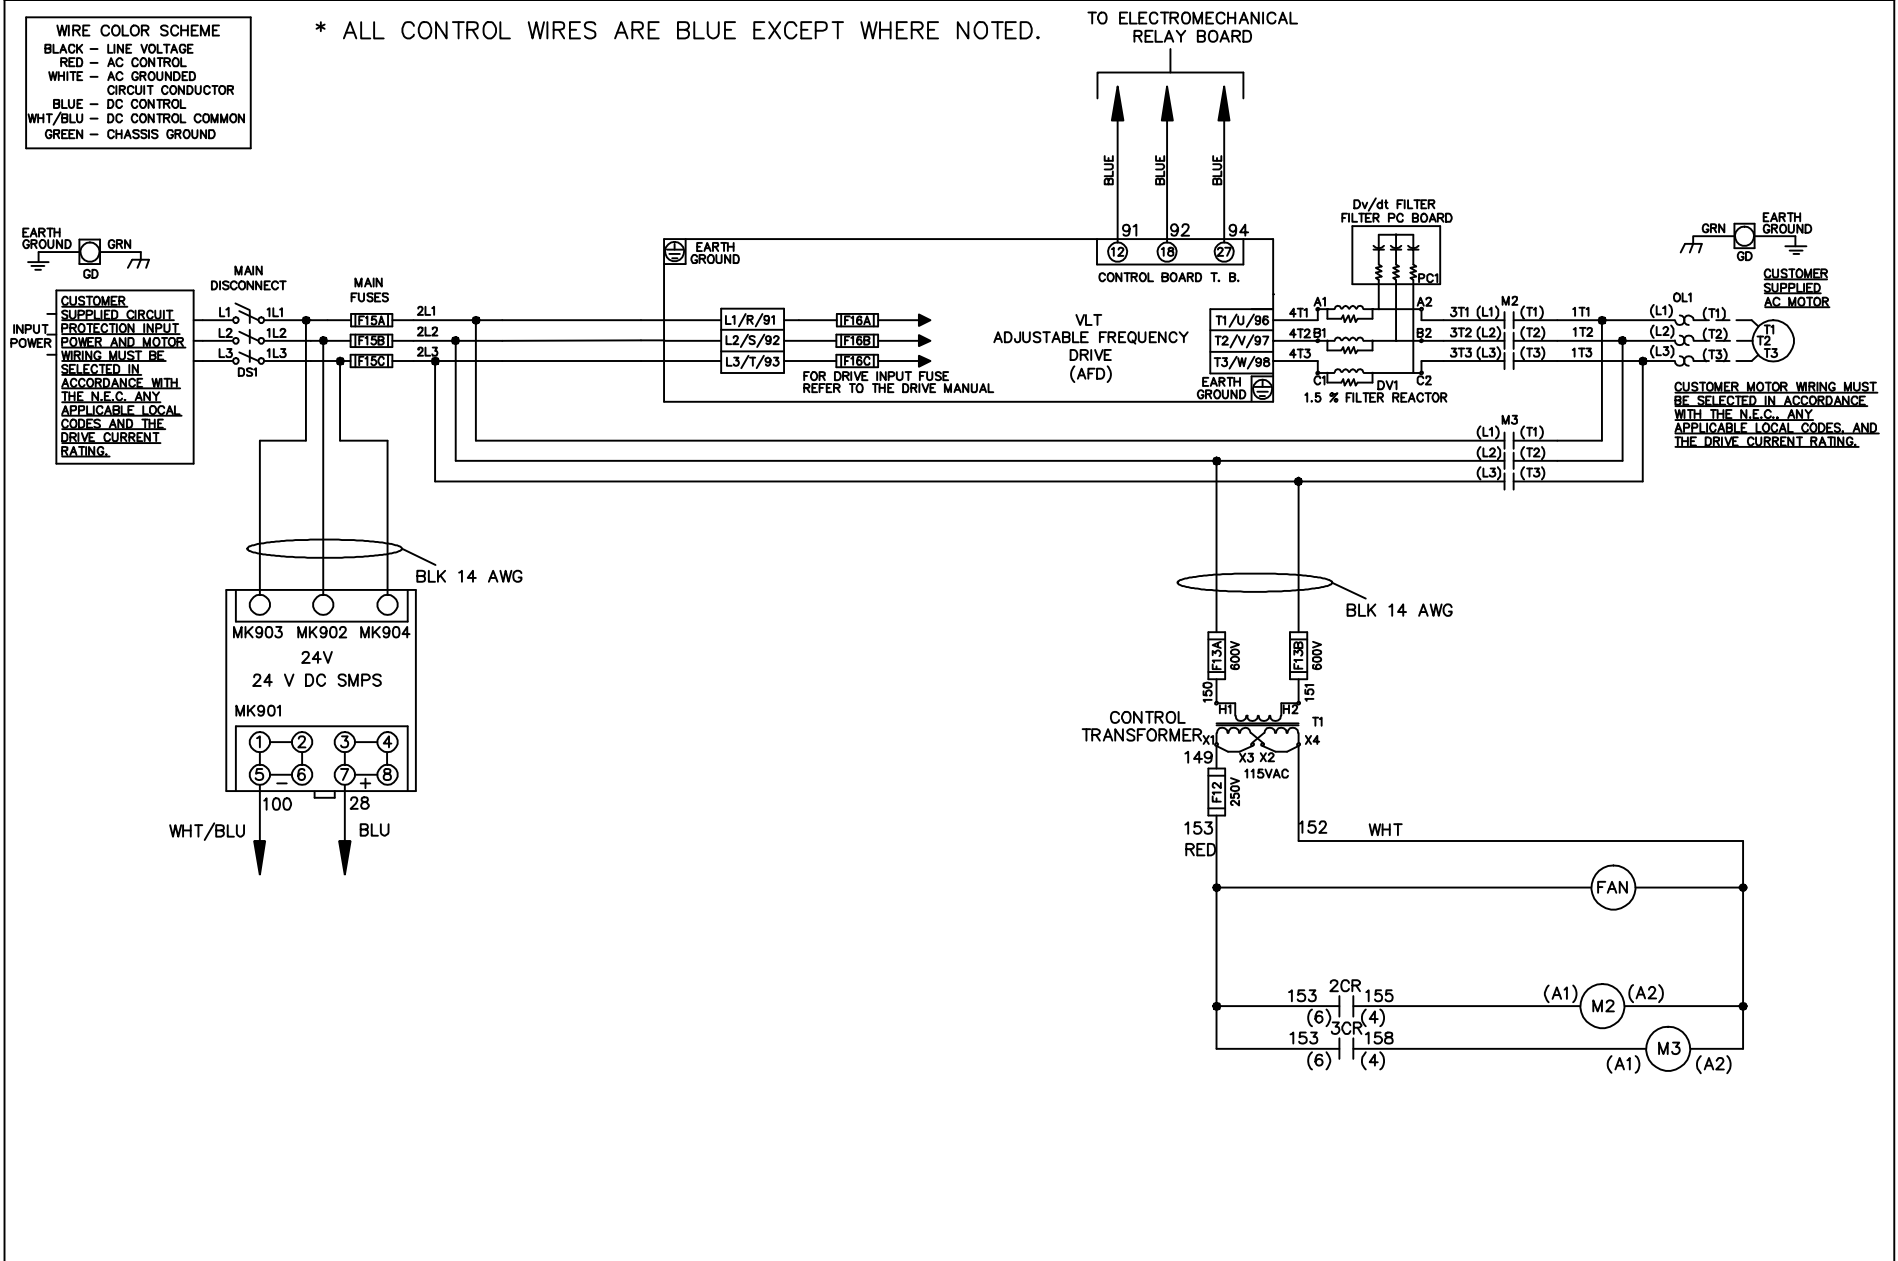 WIRE COLOR SCHEME
BLACK – LINE VOLTAGE
RED – AC CONTROL
WHITE – AC GROUNDED
CIRCUIT CONDUCTOR
BLUE – DC CONTROL
WHT/BLU – DC CONTROL COMMON
GREEN – CHASSIS GROUND
* ALL CONTROL WIRES ARE BLUE EXCEPT WHERE NOTED.
TO ELECTROMECHANICAL
RELAY BOARD
BLUE
BLUE
BLUE
91 92 94
12 18 27
CONTROL BOARD T. B.
EARTH
GROUND
GRN
GD
MAIN
DISCONNECT
MAIN
FUSES
INPUT
POWER
CUSTOMER
SUPPLIED CIRCUIT
PROTECTION INPUT
POWER AND MOTOR
WIRING MUST BE
SELECTED IN
ACCORDANCE WITH
THE N.E.C. ANY
APPLICABLE LOCAL
CODES AND THE
DRIVE CURRENT
RATING.
L1 1L1 F15A 2L1
L2 1L2 F15B 2L2
L3 1L3 F15C 2L3
DS1
EARTH
GROUND
L1/R/91 F16A
L2/S/92 F16B
L3/T/93 F16C
FOR DRIVE INPUT FUSE
REFER TO THE DRIVE MANUAL
VLT
ADJUSTABLE FREQUENCY
DRIVE
(AFD)
T1/U/96
T2/V/97
T3/W/98
EARTH
GROUND
Dv/dt FILTER
FILTER PC BOARD
PC1
4T1 A1 A2
4T2 B1 B2
4T3 C1 C2
DV1
1.5 % FILTER REACTOR
M2
3T1 (L1) (T1) 1T1
3T2 (L2) (T2) 1T2
3T3 (L3) (T3) 1T3
OL1
(L1) (T1)
(L2) (T2)
(L3) (T3)
T1
T2
T3
GRN
GD
EARTH
GROUND
CUSTOMER
SUPPLIED
AC MOTOR
CUSTOMER MOTOR WIRING MUST
BE SELECTED IN ACCORDANCE
WITH THE N.E.C., ANY
APPLICABLE LOCAL CODES, AND
THE DRIVE CURRENT RATING.
M3
(L1) (T1)
(L2) (T2)
(L3) (T3)
BLK 14 AWG
MK903 MK902 MK904
24V
24 V DC SMPS
MK901
1 2 3 4
5 – 6 7 + 8
100 28
WHT/BLU BLU
BLK 14 AWG
F13A 600V F13B 600V
150 151
H1 H2
CONTROL
TRANSFORMER
T1
X1 X3 X2 X4
149
115VAC
F12 250V
153
RED
152 WHT
FAN
2CR
153 155 (A1) M2 (A2)
(6) (4)
3CR
153 158 M3
(6) (4) (A1) (A2)